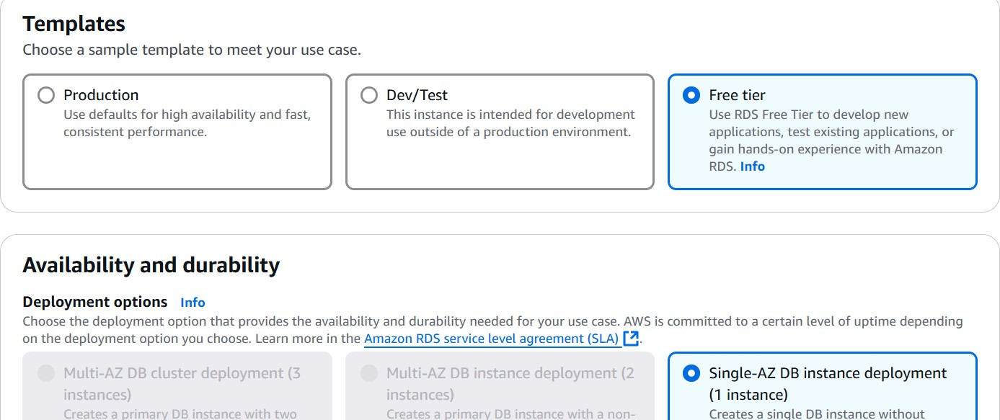 Templates
Choose a sample template to meet your use case.
Production
Use defaults for high availability and fast,
consistent performance.
Dev/Test
This instance is intended for development
use outside of a production environment.
Free tier
Use RDS Free Tier to develop new
applications, test existing applications, or
gain hands-on experience with Amazon
RDS. Info
Availability and durability
Deployment options Info
Choose the deployment option that provides the availability and durability needed for your use case. AWS is committed to a certain level of uptime depending
on the deployment option you choose. Learn more in the Amazon RDS service level agreement (SLA).
Multi-AZ DB cluster deployment (3
instances)
Creates a primary DB instance with two
Multi-AZ DB instance deployment (2
instances)
Creates a primary DB instance with a non-
Single-AZ DB instance deployment
(1 instance)
Creates a single DB instance without